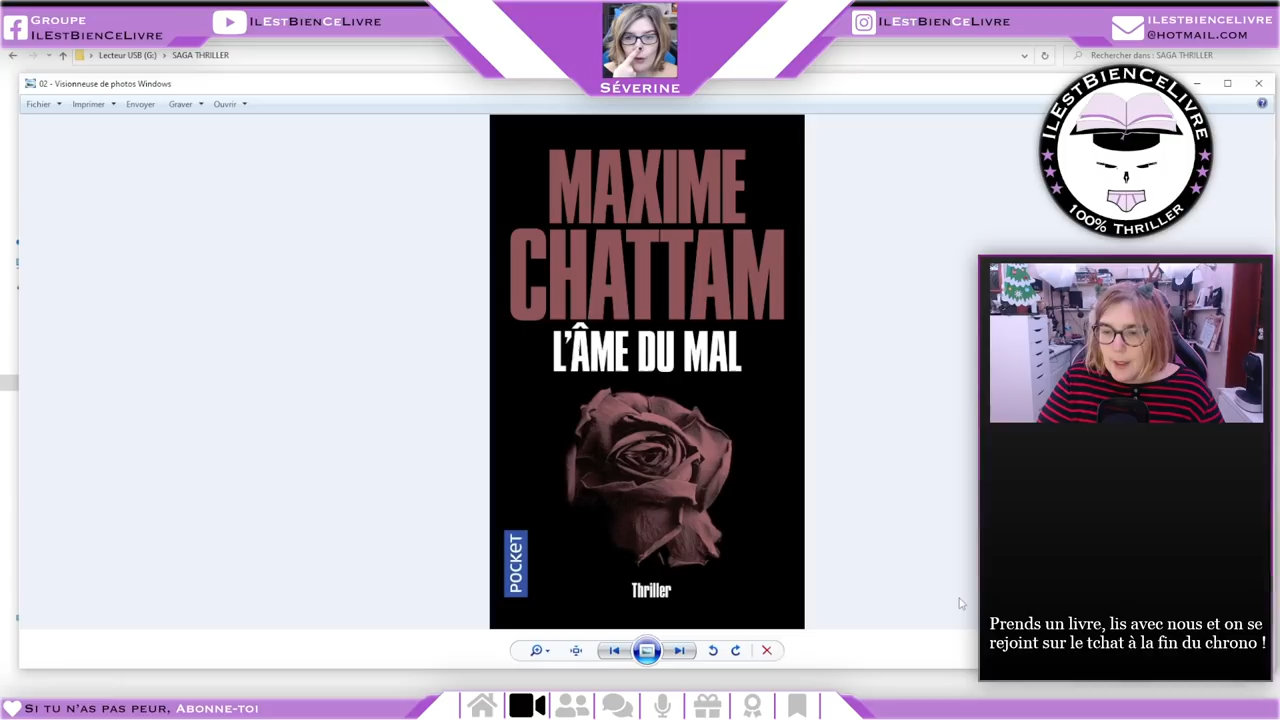 Groupe
IlEstBienCeLivre
IlEstBienCeLivre
Séverine
IlEstBienCeLivre
ilestbiencelivre
@hotmail.com
Lecteur USB (G:) > SAGA THRILLER
Rechercher dans : SAGA THRILLER
02 - Visionneuse de photos Windows
Fichier Imprimer Envoyer Graver Ouvrir
IlEstBienCeLivre
100% Thriller
MAXIME
CHATTAM
L'ÂME DU MAL
POCKET
Thriller
Prends un livre, lis avec nous et on se
rejoint sur le tchat à la fin du chrono !
Si tu n'as pas peur, Abonne-toi